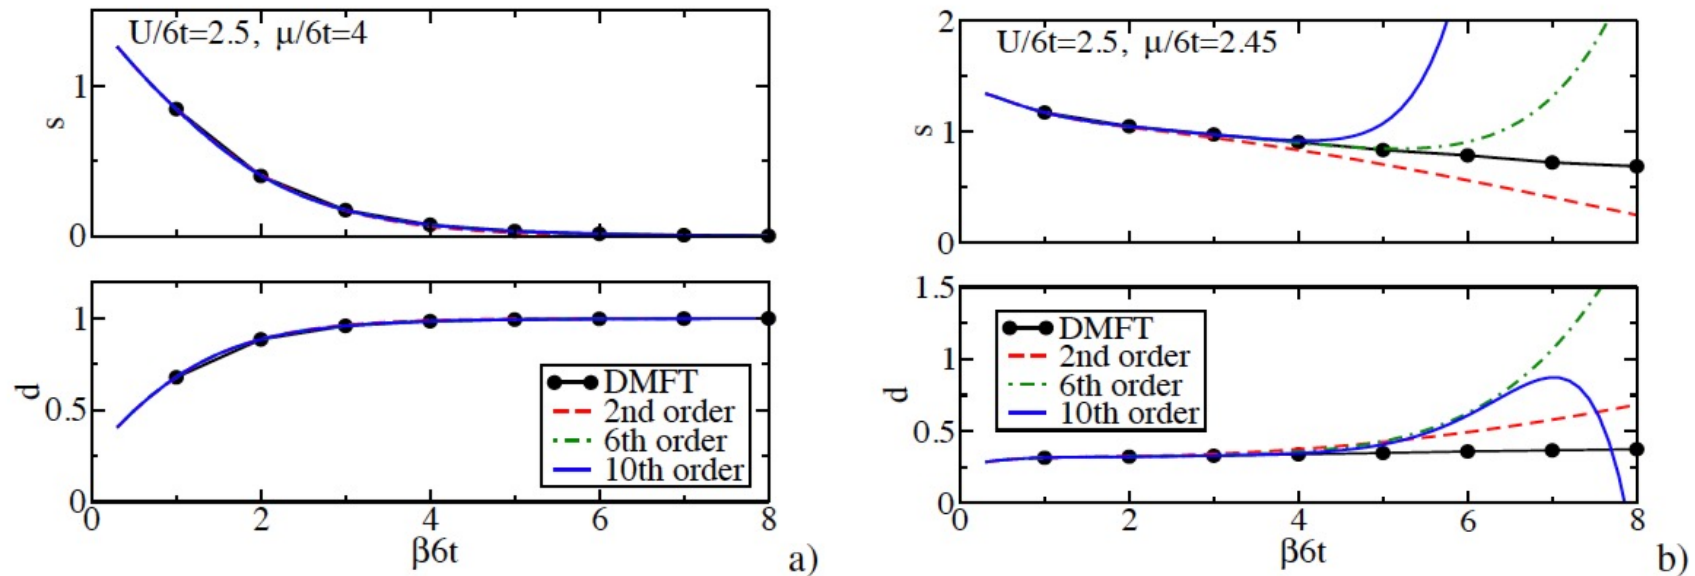 U/6t=2.5, μ/6t=4
s
1
0
d
1
0.5
0
DMFT
2nd order
6th order
10th order
0 2 4 6 8
β6t
a)
U/6t=2.5, μ/6t=2.45
s
2
1
0
d
1.5
1
0.5
0
DMFT
2nd order
6th order
10th order
0 2 4 6 8
β6t
b)